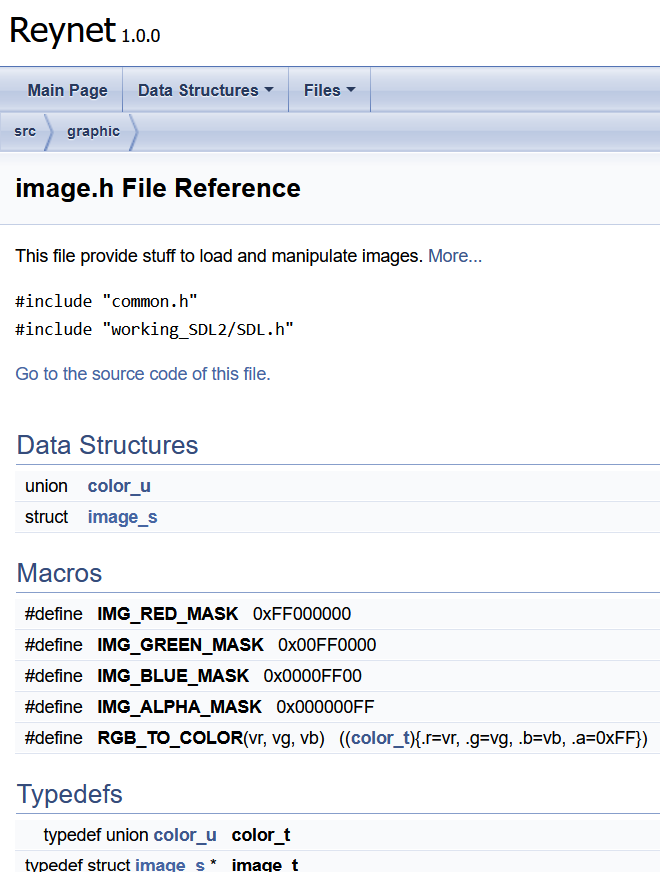 Reynet 1.0.0
Main Page Data Structures Files
src graphic
image.h File Reference
This file provide stuff to load and manipulate images. More...
#include "common.h"
#include "working_SDL2/SDL.h"
Go to the source code of this file.
Data Structures
union color_u
struct image_s
Macros
#define IMG_RED_MASK 0xFF000000
#define IMG_GREEN_MASK 0x00FF0000
#define IMG_BLUE_MASK 0x0000FF00
#define IMG_ALPHA_MASK 0x000000FF
#define RGB_TO_COLOR(vr, vg, vb) ((color_t){.r=vr, .g=vg, .b=vb, .a=0xFF})
Typedefs
typedef union color_u color_t
typedef struct image_s * image_t